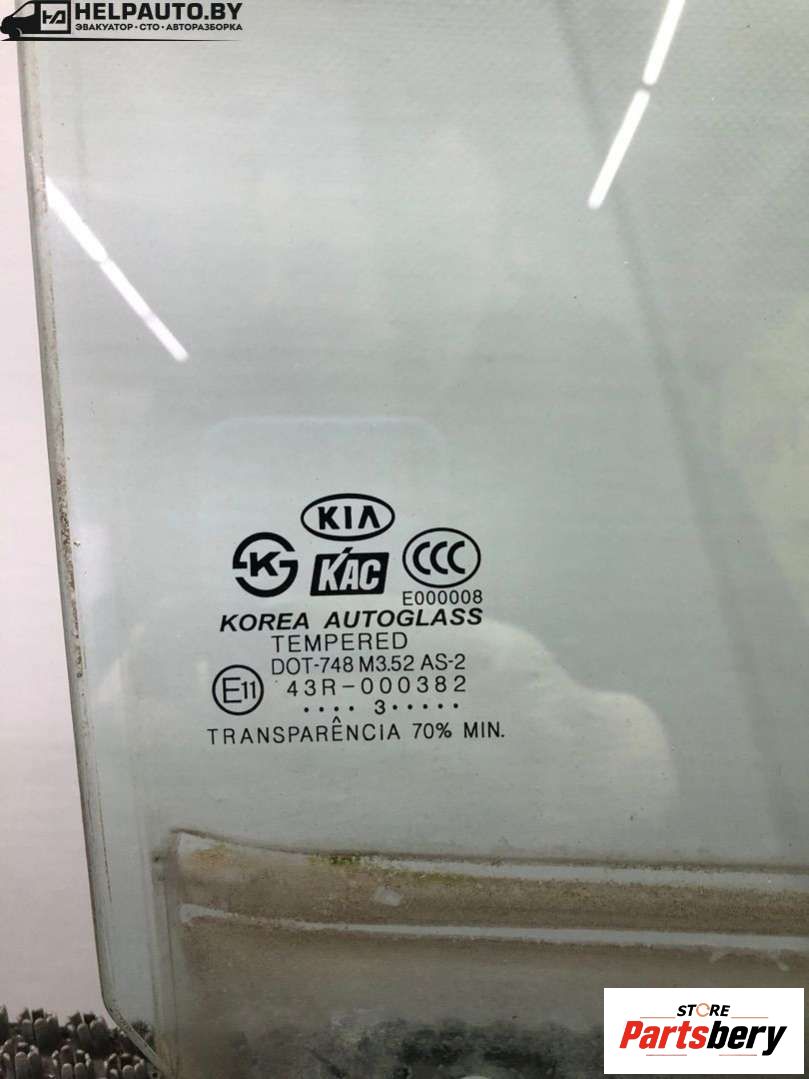 HELPAUTO.BY
ЭВАКУАТОР • СТО • АВТОРАЗБОРКА
KIA
K
KAC
CCC
E000008
KOREA AUTOGLASS
TEMPERED
DOT-748 M3.52 AS-2
E11
43R-000382
.... 3.....
TRANSPARÊNCIA 70% MIN.
STORE
Partsbery